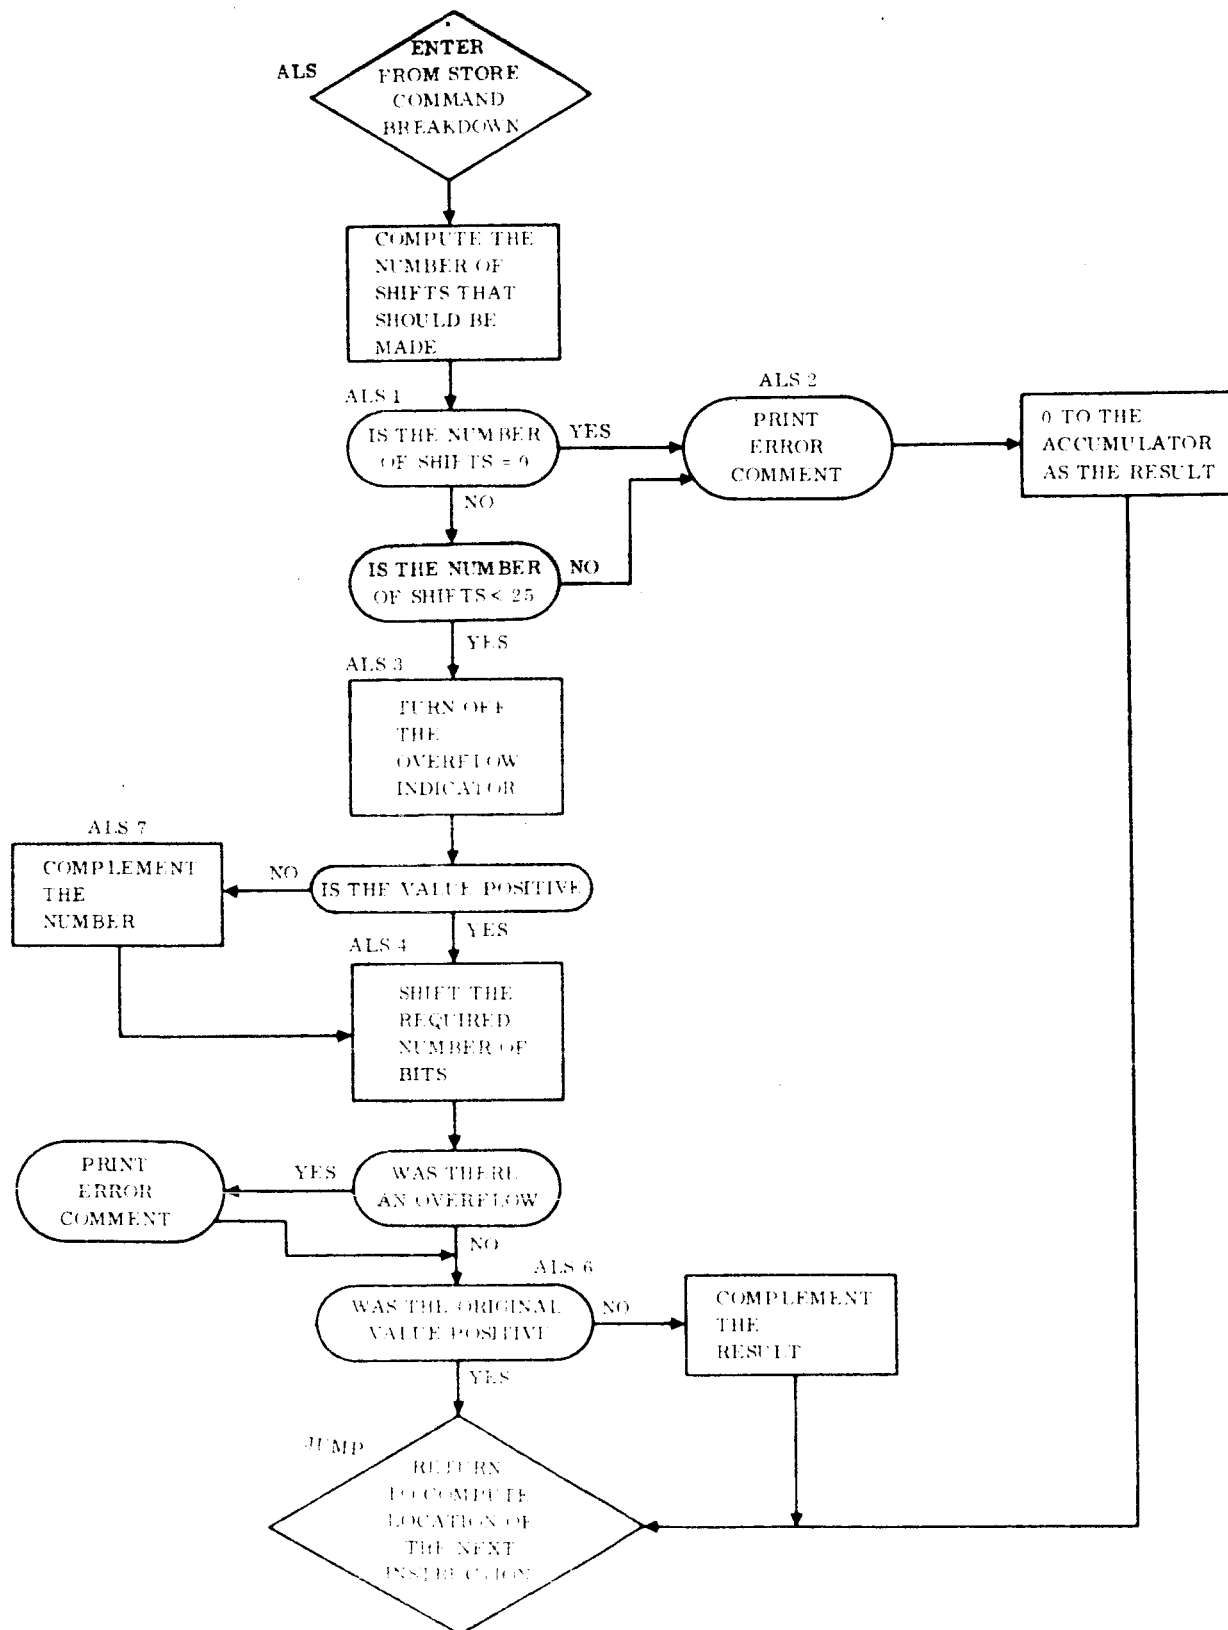 ALS
ENTER
FROM STORE
COMMAND
BREAKDOWN
COMPUTE THE
NUMBER OF
SHIFTS THAT
SHOULD BE
MADE
ALS 1
IS THE NUMBER
OF SHIFTS = 0
YES
NO
ALS 2
PRINT
ERROR
COMMENT
0 TO THE
ACCUMULATOR
AS THE RESULT
IS THE NUMBER
OF SHIFTS < 25
NO
YES
ALS 3
TURN OFF
THE
OVERFLOW
INDICATOR
ALS 7
COMPLEMENT
THE
NUMBER
NO
IS THE VALUE POSITIVE
YES
ALS 4
SHIFT THE
REQUIRED
NUMBER OF
BITS
PRINT
ERROR
COMMENT
YES
WAS THERE
AN OVERFLOW
NO
ALS 6
WAS THE ORIGINAL
VALUE POSITIVE
NO
COMPLEMENT
THE
RESULT
YES
JUMP
RETURN
TO COMPUTE
LOCATION OF
THE NEXT
INSTRUCTION